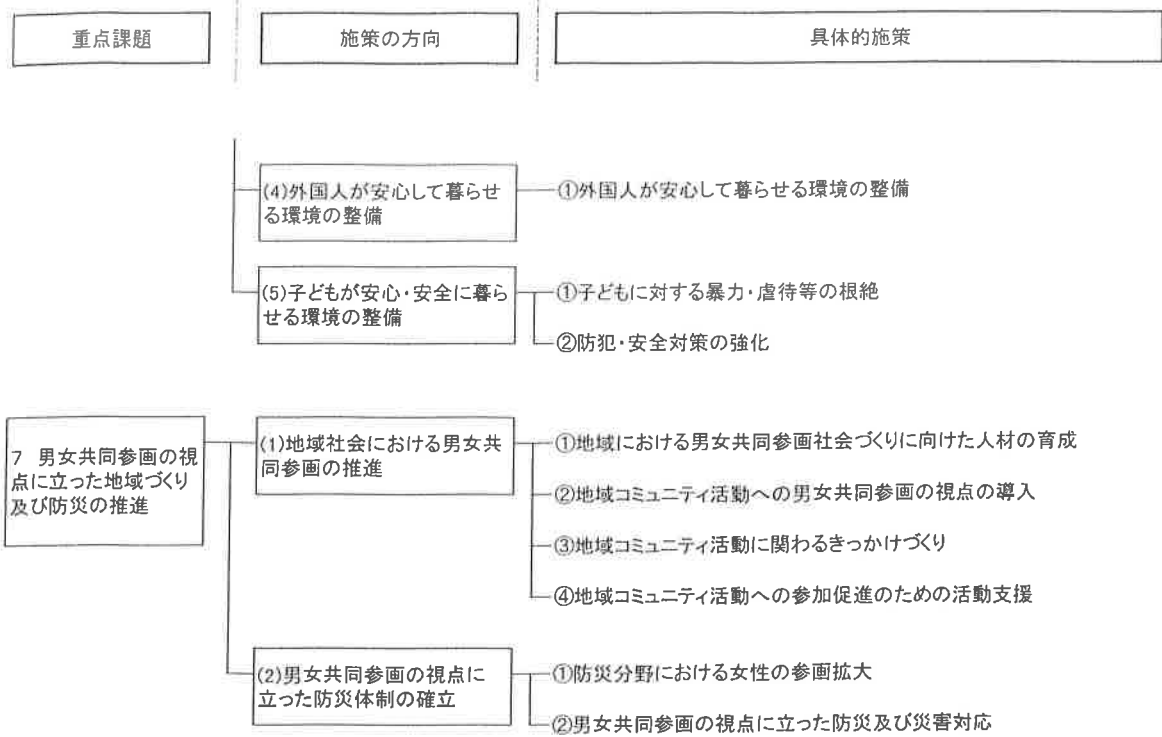 重点課題
施策の方向
具体的施策
(4)外国人が安心して暮らせ
る環境の整備
①外国人が安心して暮らせる環境の整備
(5)子どもが安心・安全に暮ら
せる環境の整備
①子どもに対する暴力・虐待等の根絶
②防犯・安全対策の強化
7 男女共同参画の視
点に立った地域づくり
及び防災の推進
(1)地域社会における男女共
同参画の推進
①地域における男女共同参画社会づくりに向けた人材の育成
②地域コミュニティ活動への男女共同参画の視点の導入
③地域コミュニティ活動に関わるきっかけづくり
④地域コミュニティ活動への参加促進のための活動支援
(2)男女共同参画の視点に
立った防災体制の確立
①防災分野における女性の参画拡大
②男女共同参画の視点に立った防災及び災害対応